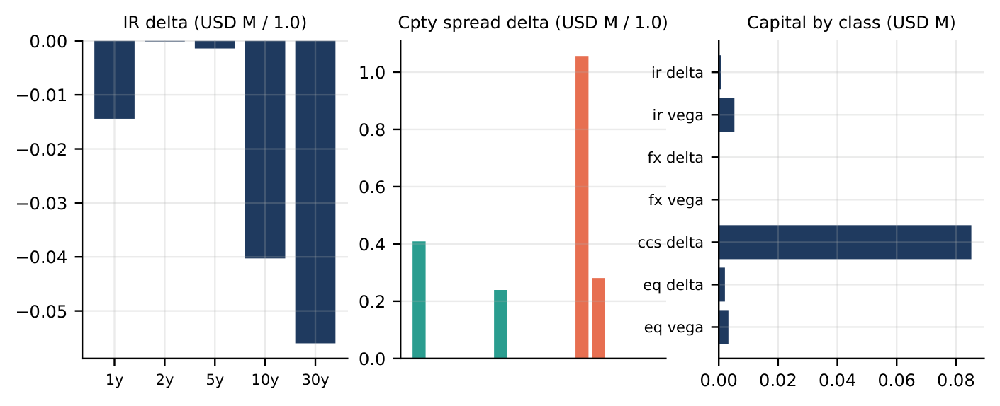 IR delta (USD M / 1.0)
0.00
−0.01
−0.02
−0.03
−0.04
−0.05
1y 2y 5y 10y 30y
Cpty spread delta (USD M / 1.0)
1.0
0.8
0.6
0.4
0.2
0.0
Capital by class (USD M)
ir delta
ir vega
fx delta
fx vega
ccs delta
eq delta
eq vega
0.00 0.02 0.04 0.06 0.08